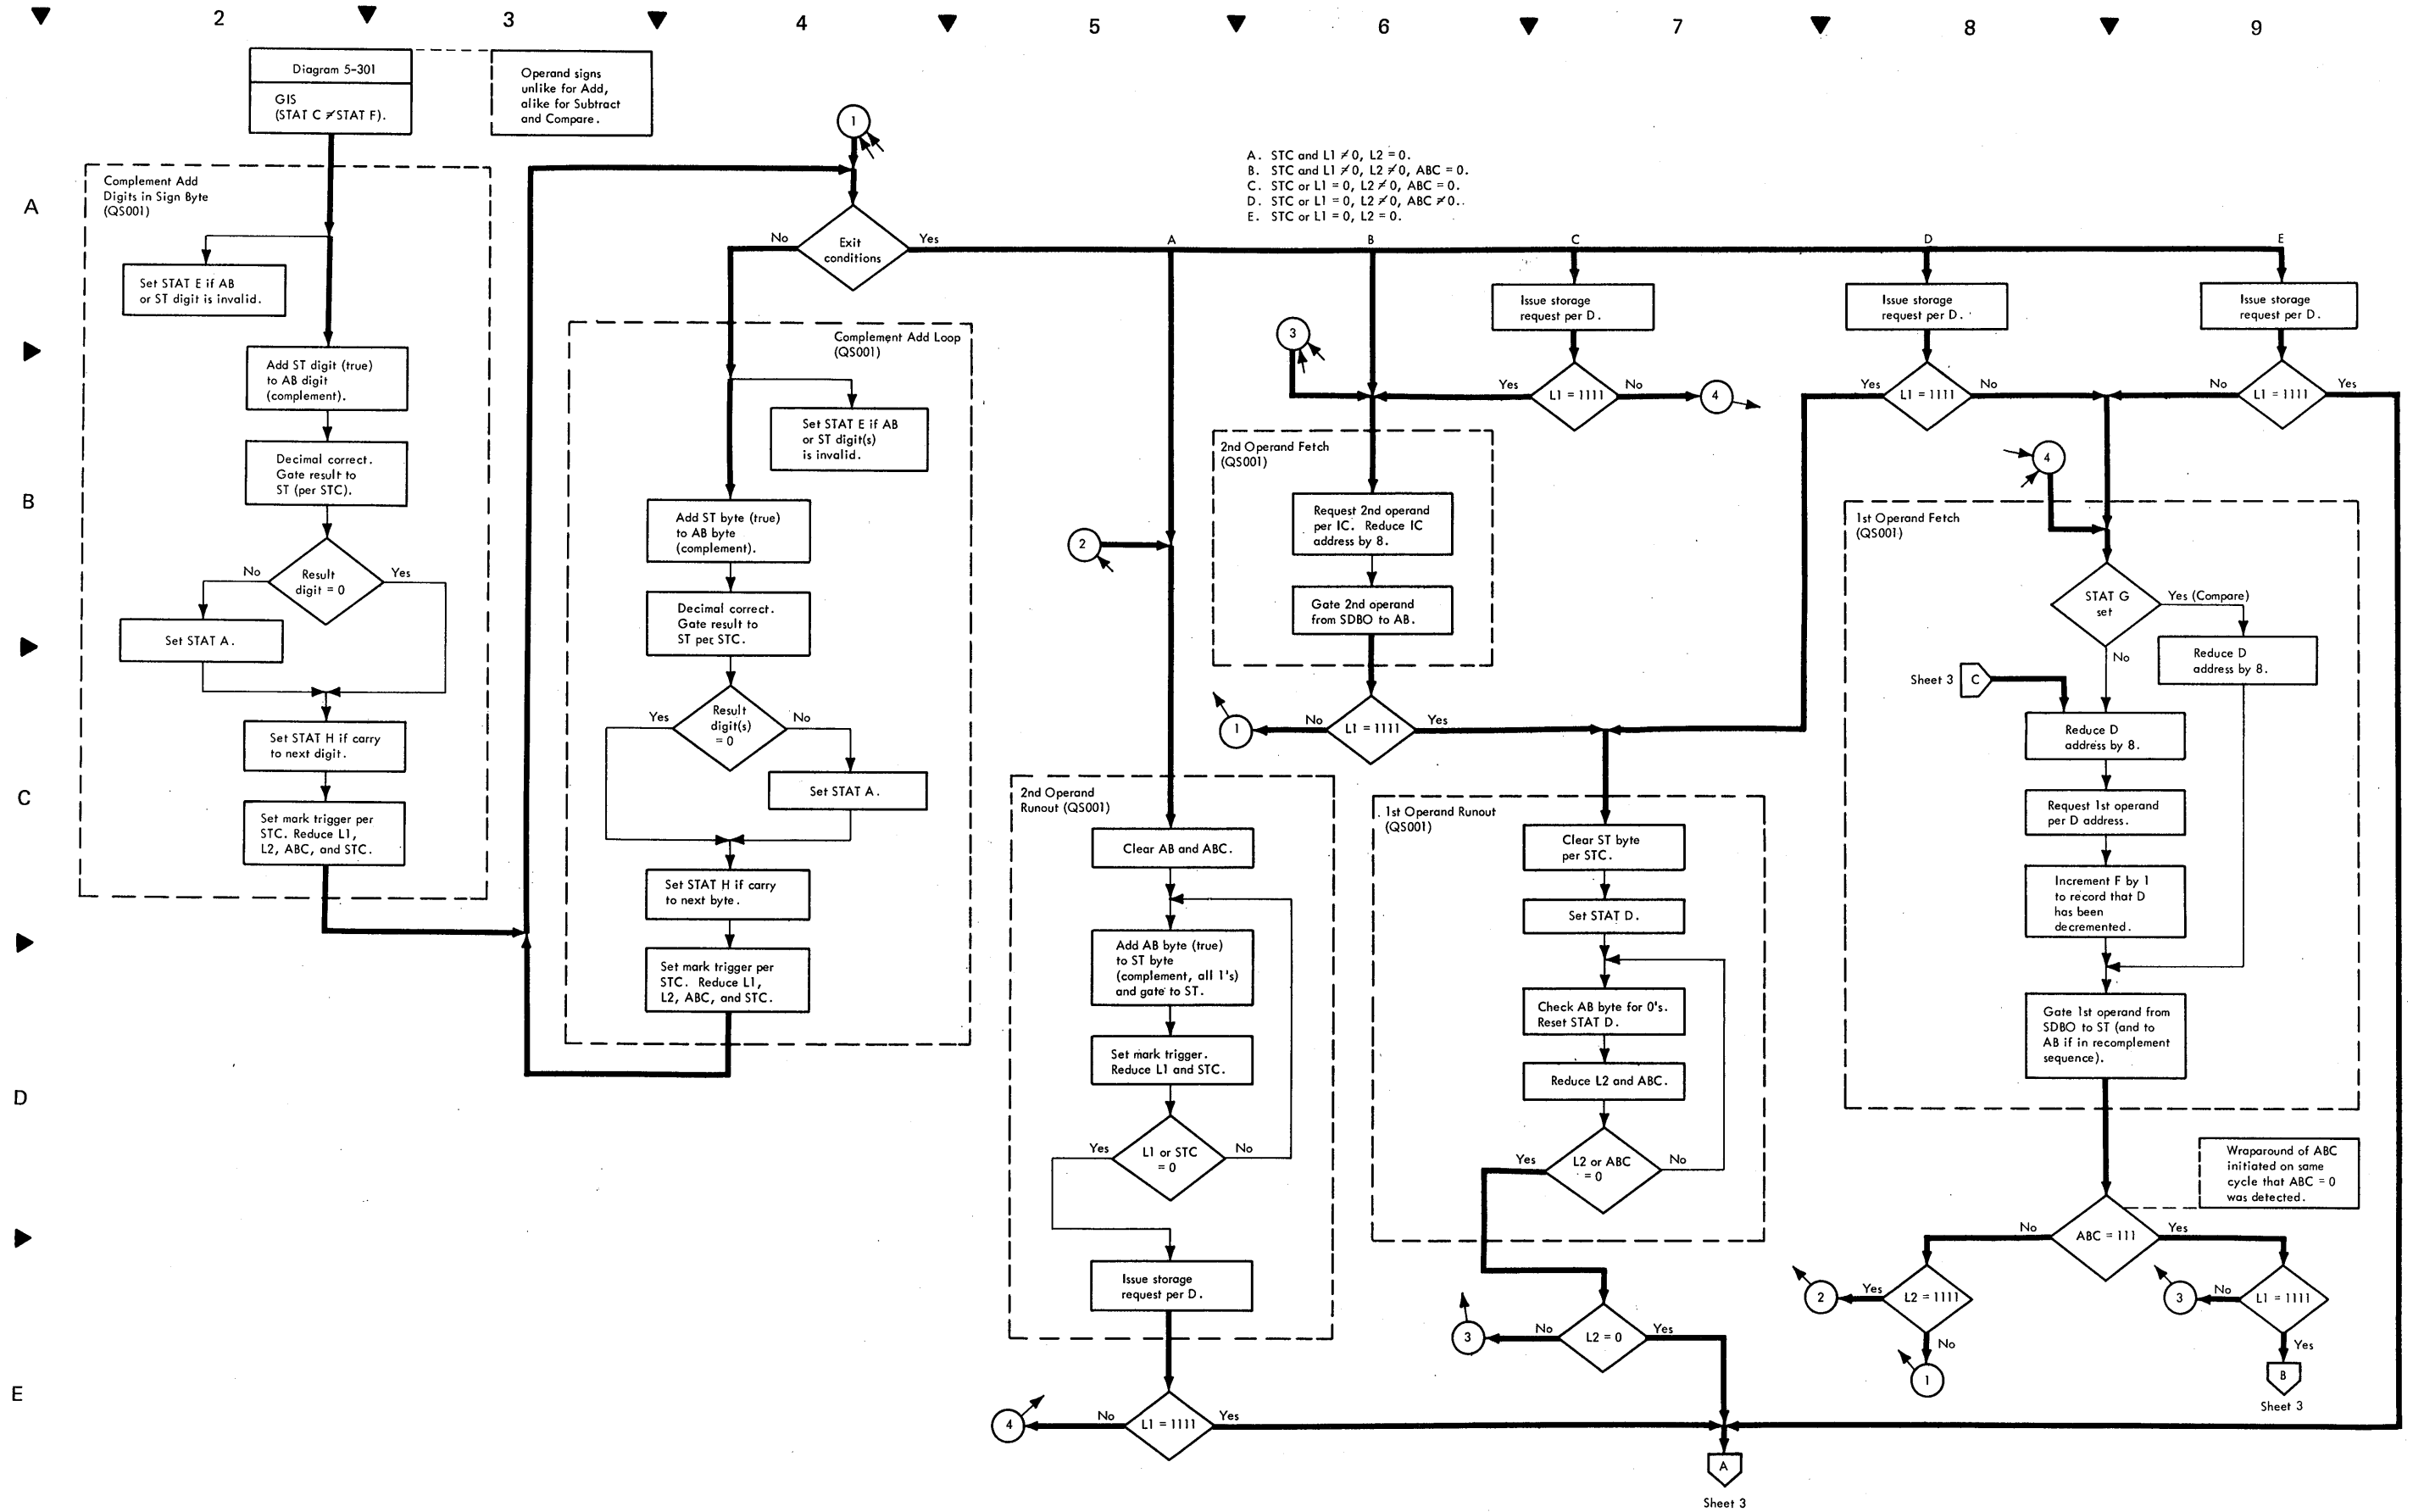 2
3
4
5
6
7
8
9
A
B
C
D
E
Diagram 5-301
GIS
(STAT C ≠ STAT F).
Operand signs
unlike for Add,
alike for Subtract
and Compare.
Complement Add
Digits in Sign Byte
(QS001)
Set STAT E if AB
or ST digit is invalid.
Add ST digit (true)
to AB digit
(complement).
Decimal correct.
Gate result to
ST (per STC).
No
Result
digit = 0
Yes
Set STAT A.
Set STAT H if carry
to next digit.
Set mark trigger per
STC. Reduce L1,
L2, ABC, and STC.
1
No
Exit
conditions
Yes
Complement Add Loop
(QS001)
Set STAT E if AB
or ST digit(s)
is invalid.
Add ST byte (true)
to AB byte
(complement).
Decimal correct.
Gate result to
ST per STC.
Yes
Result
digit(s)
= 0
No
Set STAT A.
Set STAT H if carry
to next byte.
Set mark trigger per
STC. Reduce L1,
L2, ABC, and STC.
A. STC and L1 ≠ 0, L2 = 0.
B. STC and L1 ≠ 0, L2 ≠ 0, ABC = 0.
C. STC or L1 = 0, L2 ≠ 0, ABC = 0.
D. STC or L1 = 0, L2 ≠ 0, ABC ≠ 0.
E. STC or L1 = 0, L2 = 0.
A
B
C
D
E
2
2nd Operand
Runout (QS001)
Clear AB and ABC.
Add AB byte (true)
to ST byte
(complement, all 1's)
and gate to ST.
Set mark trigger.
Reduce L1 and STC.
Yes
L1 or STC
= 0
No
Issue storage
request per D.
4
No
L1 = 1111
Yes
3
2nd Operand Fetch
(QS001)
Request 2nd operand
per IC. Reduce IC
address by 8.
Gate 2nd operand
from SDBO to AB.
1
No
L1 = 1111
Yes
Issue storage
request per D.
Yes
L1 = 1111
No
4
1st Operand Runout
(QS001)
Clear ST byte
per STC.
Set STAT D.
Check AB byte for 0's.
Reset STAT D.
Reduce L2 and ABC.
Yes
L2 or ABC
= 0
No
3
No
L2 = 0
Yes
A
Sheet 3
Issue storage
request per D.
Yes
L1 = 1111
No
Issue storage
request per D.
No
L1 = 1111
Yes
4
1st Operand Fetch
(QS001)
STAT G
set
Yes (Compare)
No
Reduce D
address by 8.
Sheet 3
C
Reduce D
address by 8.
Request 1st operand
per D address.
Increment F by 1
to record that D
has been
decremented.
Gate 1st operand from
SDBO to ST (and to
AB if in recomplement
sequence).
Wraparound of ABC
initiated on same
cycle that ABC = 0
was detected.
No
ABC = 111
Yes
2
Yes
L2 = 1111
No
1
3
No
L1 = 1111
Yes
B
Sheet 3